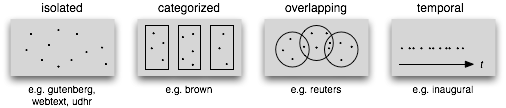 isolated
categorized
overlapping
temporal
t
e.g. gutenberg,
webtext, udhr
e.g. brown
e.g. reuters
e.g. inaugural